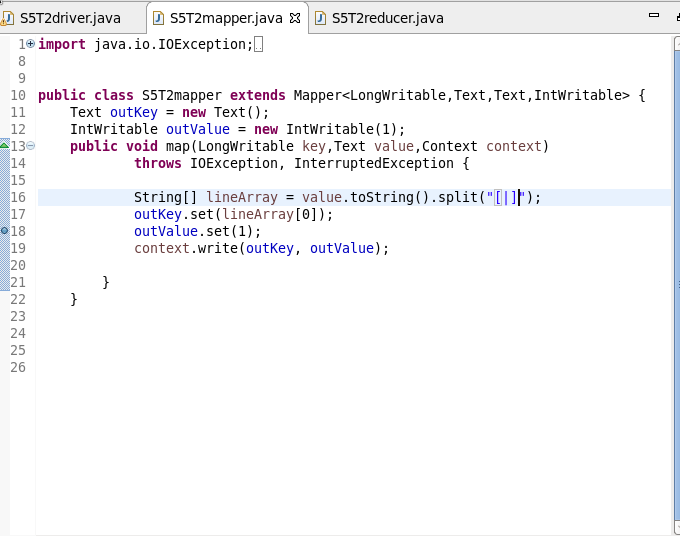 S5T2driver.java S5T2mapper.java S5T2reducer.java
1 import java.io.IOException;
8
9
10 public class S5T2mapper extends Mapper<LongWritable,Text,Text,IntWritable> {
11     Text outKey = new Text();
12     IntWritable outValue = new IntWritable(1);
13     public void map(LongWritable key,Text value,Context context)
14             throws IOException, InterruptedException {
15
16             String[] lineArray = value.toString().split("[|]");
17             outKey.set(lineArray[0]);
18             outValue.set(1);
19             context.write(outKey, outValue);
20
21         }
22     }
23
24
25
26